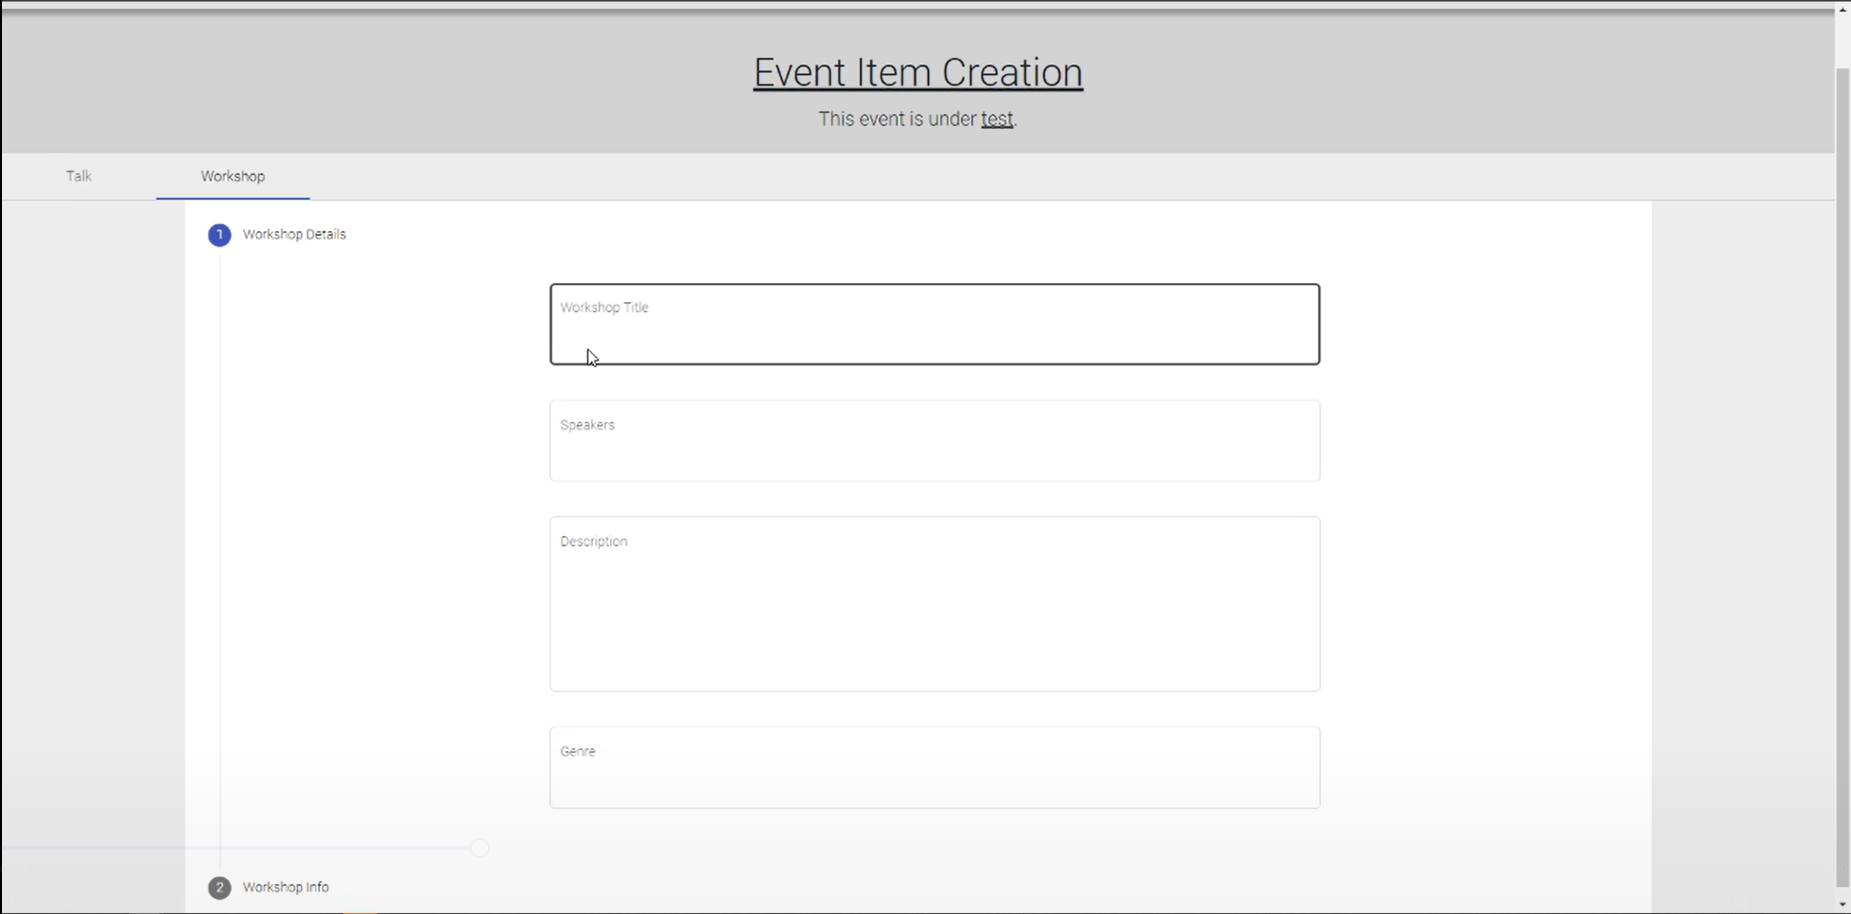 Event Item Creation
This event is under test.
Talk
Workshop
1 Workshop Details
Workshop Title
Speakers
Description
Genre
2 Workshop Info